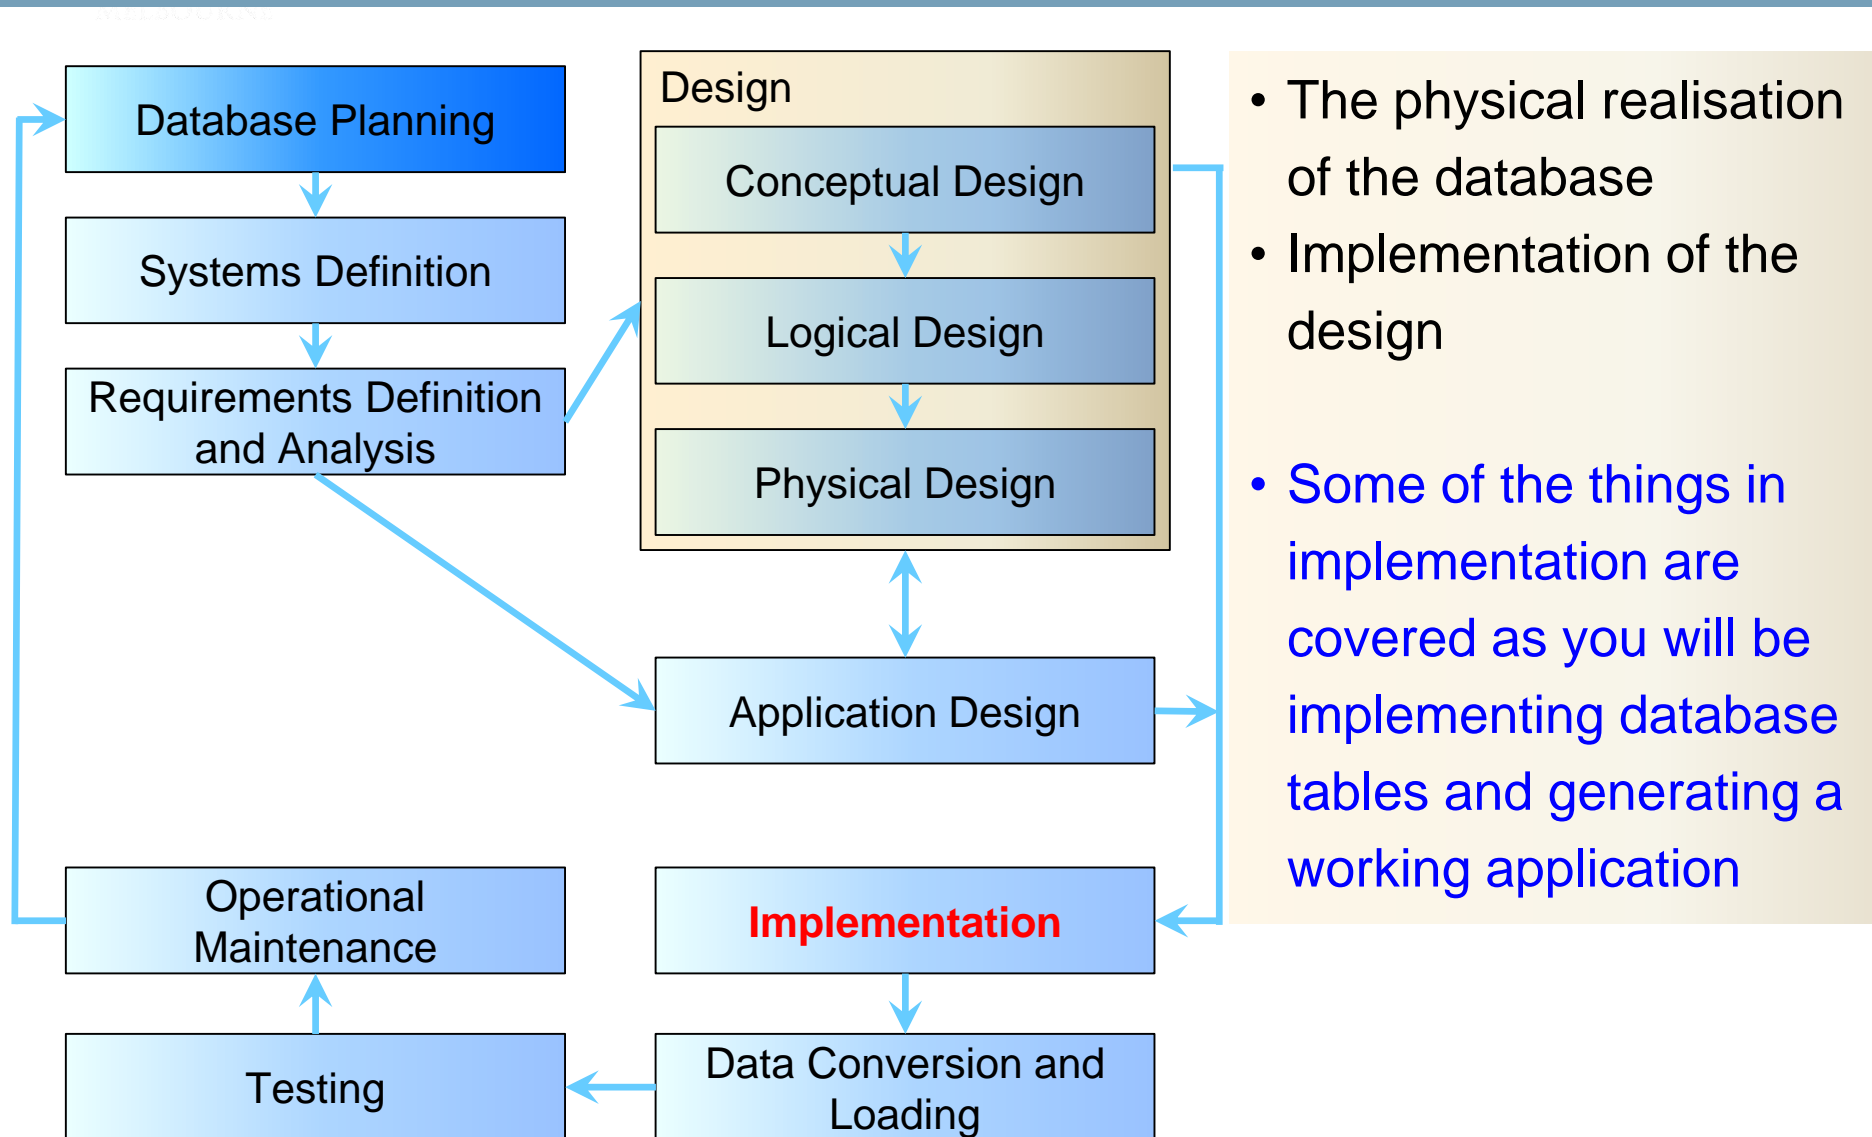 Database Planning
Systems Definition
Requirements Definition
and Analysis
Design
Conceptual Design
Logical Design
Physical Design
Application Design
Operational
Maintenance
Implementation
Testing
Data Conversion and
Loading
• The physical realisation
of the database
• Implementation of the
design
• Some of the things in
implementation are
covered as you will be
implementing database
tables and generating a
working application